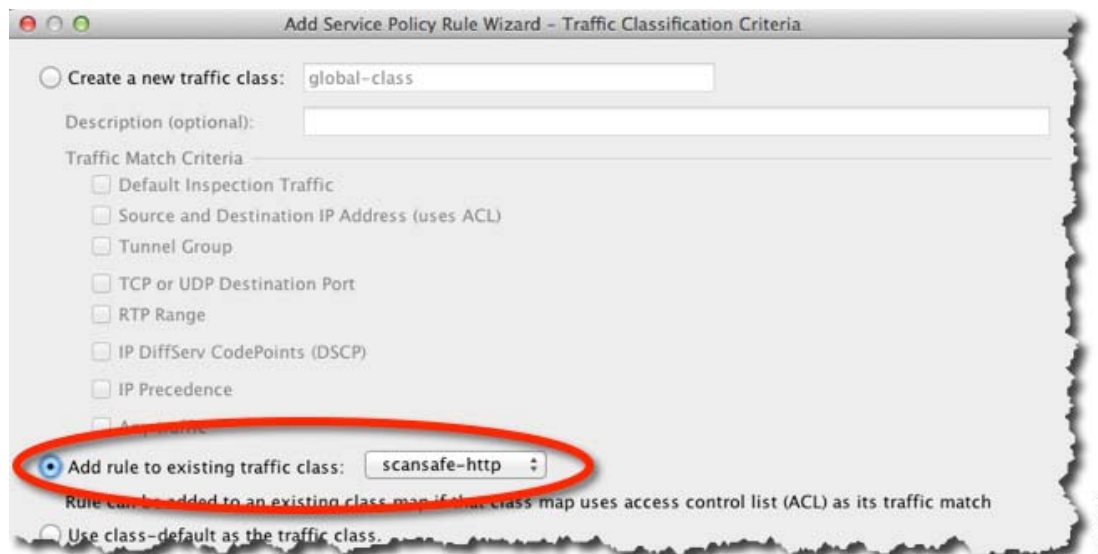 Add Service Policy Rule Wizard - Traffic Classification Criteria
Create a new traffic class: global-class
Description (optional):
Traffic Match Criteria
Default Inspection Traffic
Source and Destination IP Address (uses ACL)
Tunnel Group
TCP or UDP Destination Port
RTP Range
IP DiffServ CodePoints (DSCP)
IP Precedence
Any traffic
Add rule to existing traffic class: scansafe-http
Rule can be added to an existing class map if that class map uses access control list (ACL) as its traffic match
Use class-default as the traffic class.